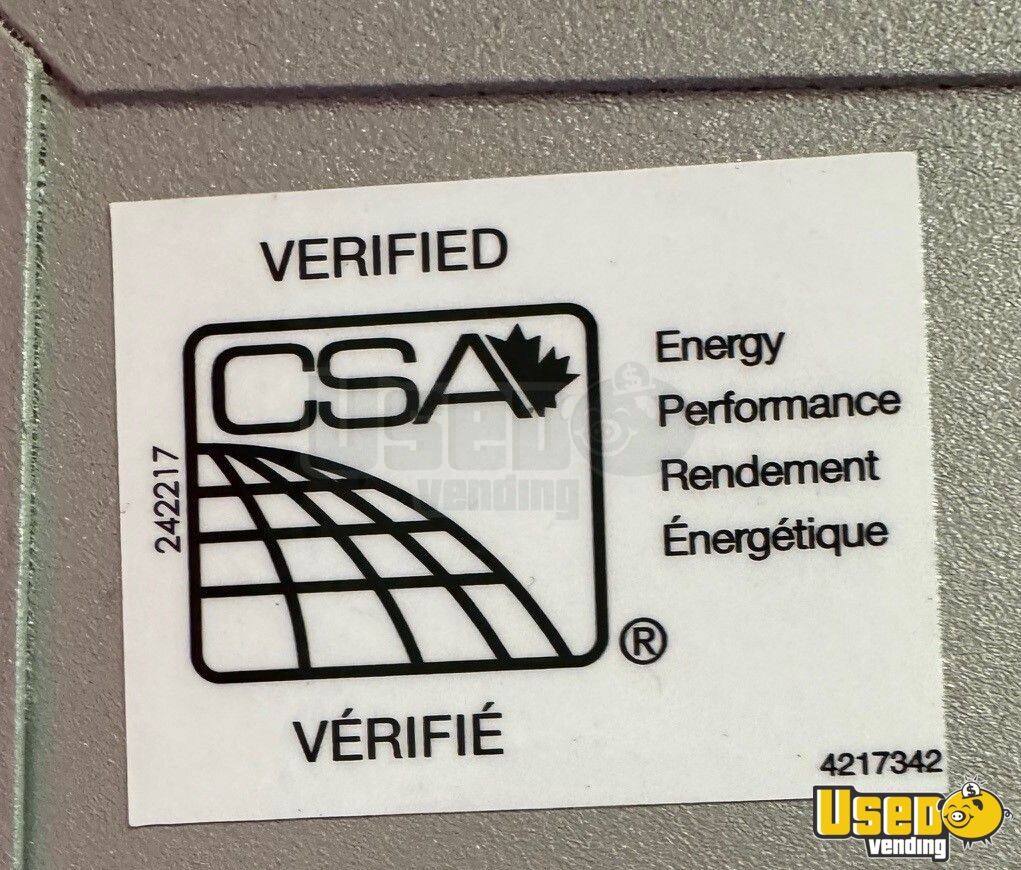 VERIFIED
CSA
Energy
Performance
Rendement
Énergétique
242217
®
VÉRIFIÉ
4217342
USED
vending
USED
vending